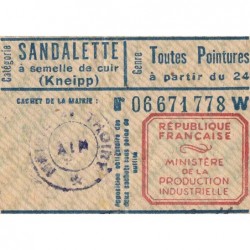 Catégorie
SANDALETTE
à semelle de cuir
(Kneipp)
Genre
Toutes Pointures
à partir du 24
CACHET DE LA MAIRIE :
06671778 W
THOIRY
AIN
RÉPUBLIQUE
FRANÇAISE
MINISTÈRE
DE LA
PRODUCTION
INDUSTRIELLE